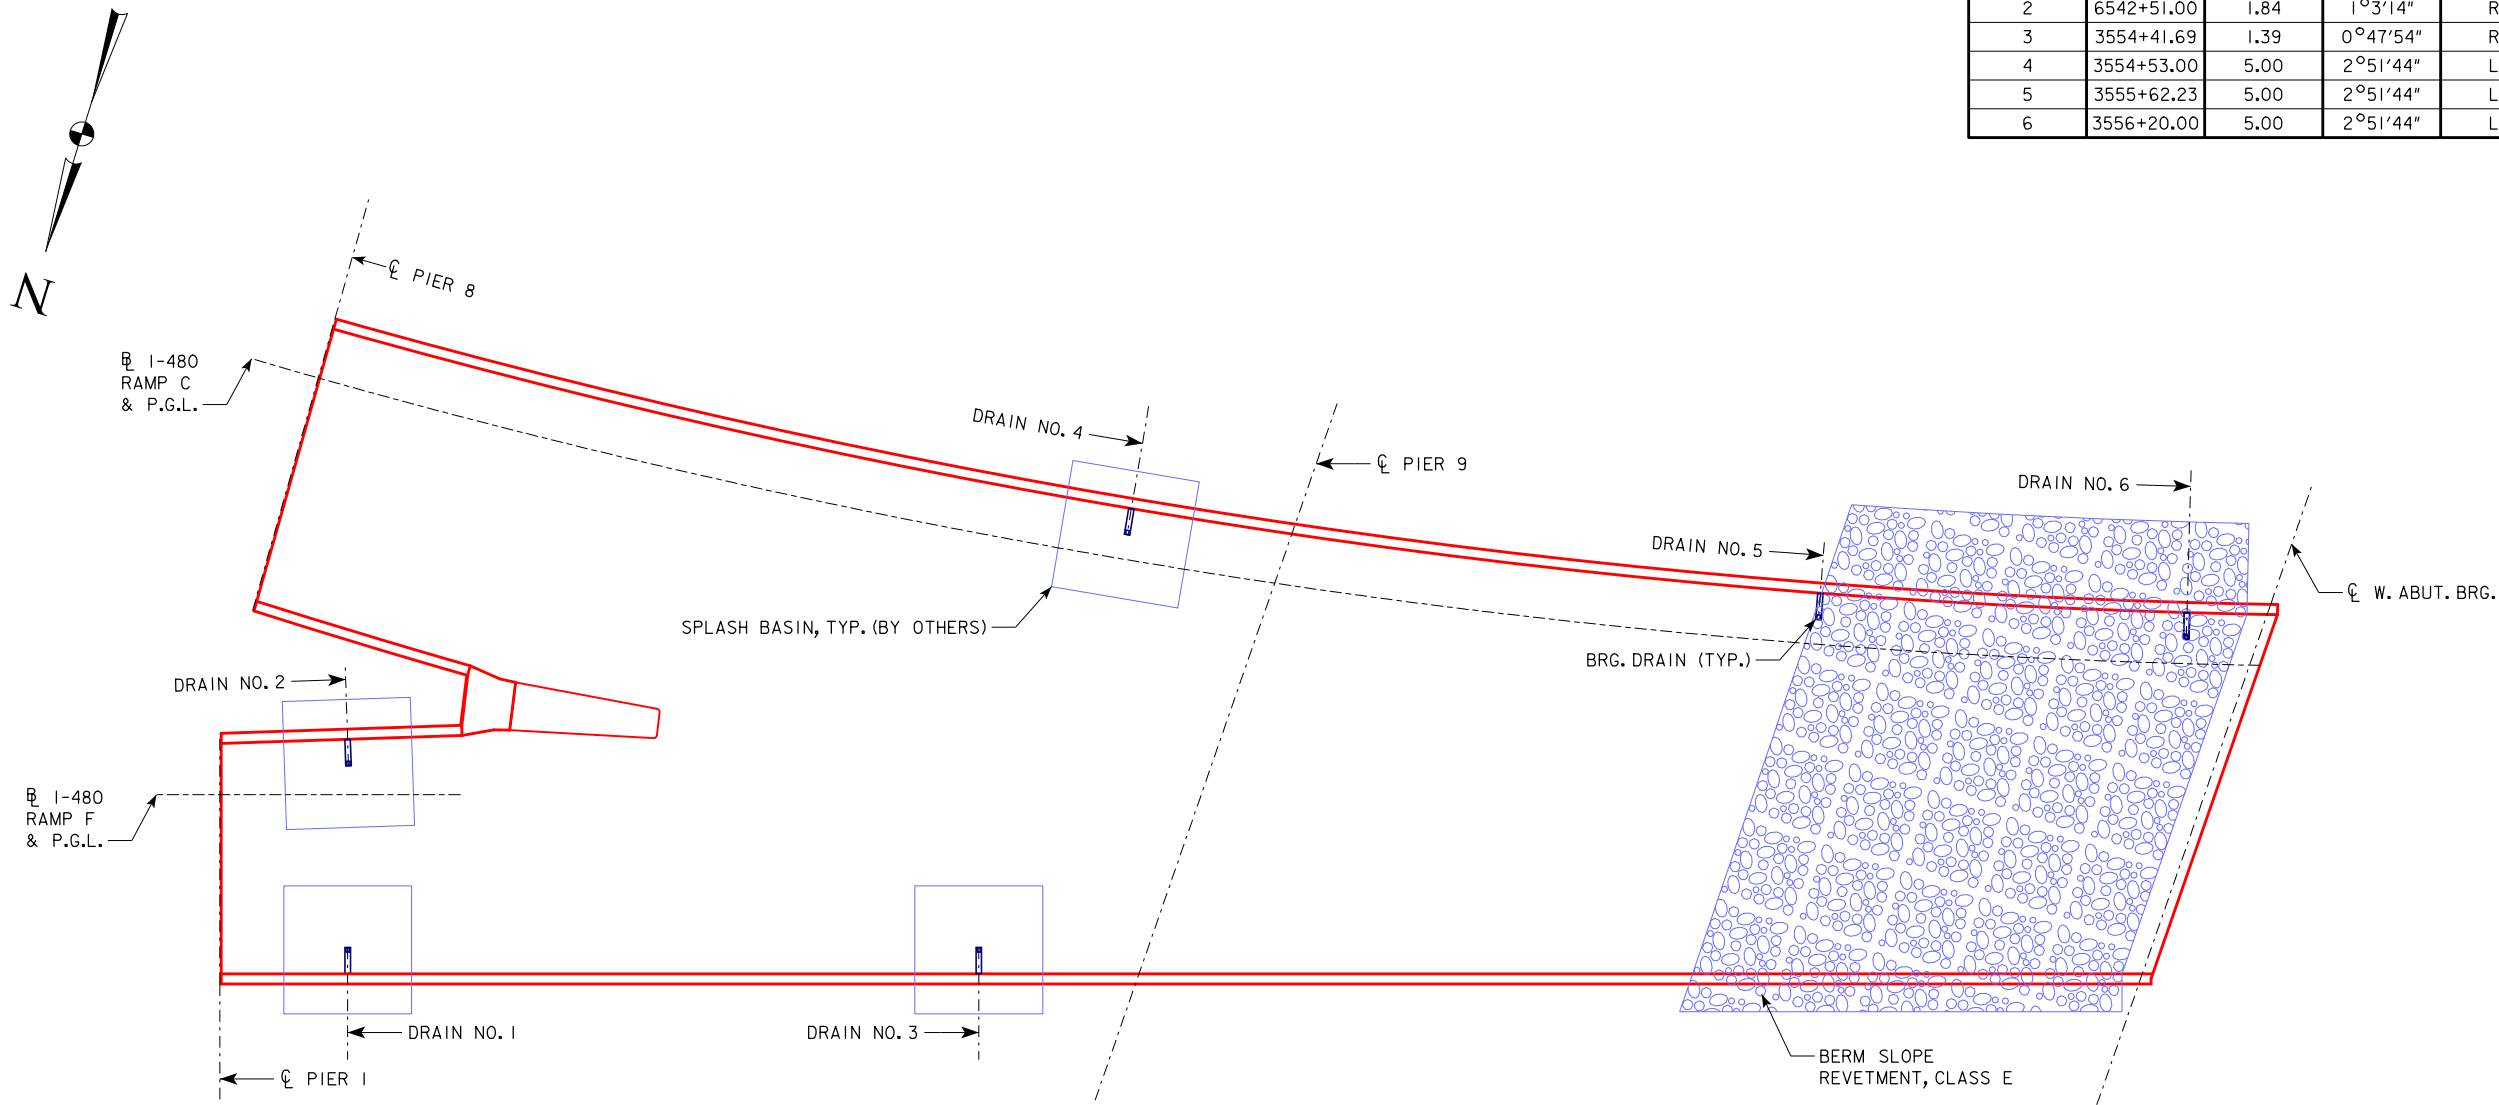 2 6542+51.00 1.84 1°3'14" R
3 3554+41.69 1.39 0°47'54" R
4 3554+53.00 5.00 2°51'44" L
5 3555+62.23 5.00 2°51'44" L
6 3556+20.00 5.00 2°51'44" L
N
℄ PIER 8
BL I-480
RAMP C
& P.G.L.
DRAIN NO. 4
℄ PIER 9
DRAIN NO. 6
DRAIN NO. 5
℄ W. ABUT. BRG.
SPLASH BASIN, TYP. (BY OTHERS)
BRG. DRAIN (TYP.)
DRAIN NO. 2
BL I-480
RAMP F
& P.G.L.
DRAIN NO. 1
DRAIN NO. 3
BERM SLOPE
REVETMENT, CLASS E
℄ PIER 1